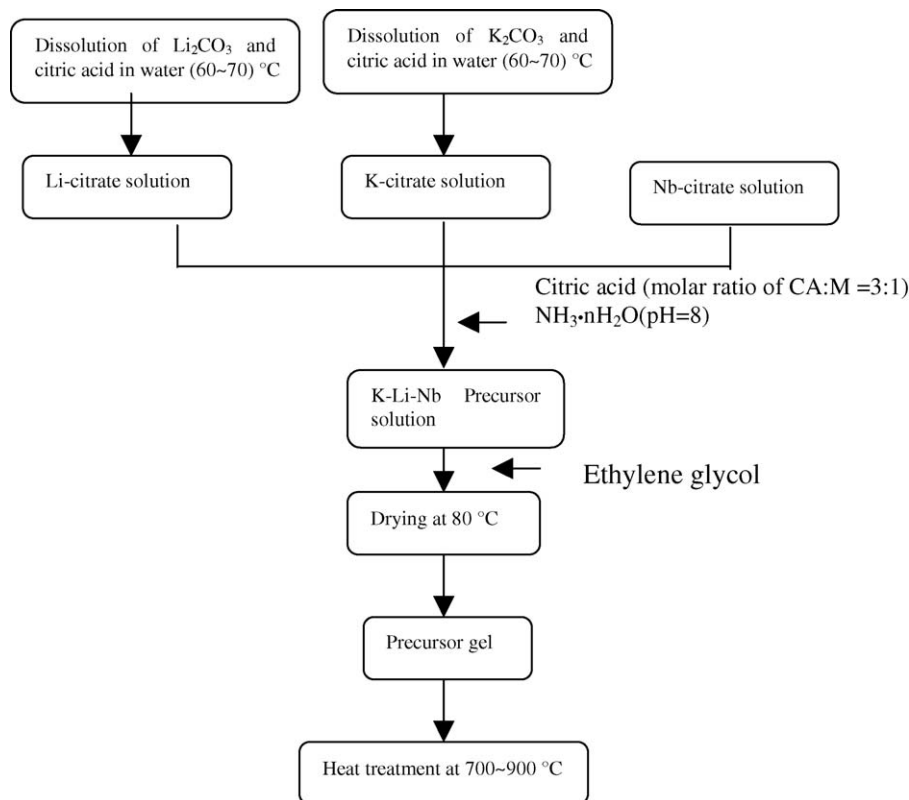 Dissolution of Li₂CO₃ and
citric acid in water (60~70) °C
Dissolution of K₂CO₃ and
citric acid in water (60~70) °C
Li-citrate solution
K-citrate solution
Nb-citrate solution
Citric acid (molar ratio of CA:M =3:1)
NH₃•nH₂O(pH=8)
K-Li-Nb Precursor
solution
Ethylene glycol
Drying at 80 °C
Precursor gel
Heat treatment at 700~900 °C